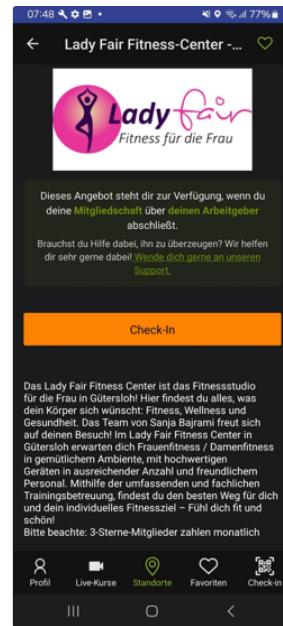 07:48 77%
Lady Fair Fitness-Center -...
Lady fair
Fitness für die Frau
Dieses Angebot steht dir zur Verfügung, wenn du
deine Mitgliedschaft über deinen Arbeitgeber
abschließt.
Brauchst du Hilfe dabei, ihn zu überzeugen? Wir helfen
dir sehr gerne dabei! Wende dich gerne an unseren
Support.
Check-In
Das Lady Fair Fitness Center ist das Fitnessstudio
für die Frau in Gütersloh! Hier findest du alles, was
dein Körper sich wünscht: Fitness, Wellness und
Gesundheit. Das Team von Sanja Bajrami freut sich
auf deinen Besuch! Im Lady Fair Fitness Center in
Gütersloh erwarten dich Frauenfitness / Damenfitness
in gemütlichem Ambiente, mit hochwertigen
Geräten in ausreichender Anzahl und freundlichem
Personal. Mithilfe der umfassenden und fachlichen
Trainingsbetreuung, findest du den besten Weg für dich
und dein individuelles Fitnessziel – Fühl dich fit und
schön!
Bitte beachte: 3-Sterne-Mitglieder zahlen monatlich
Profil Live-Kurse Standorte Favoriten Check-in